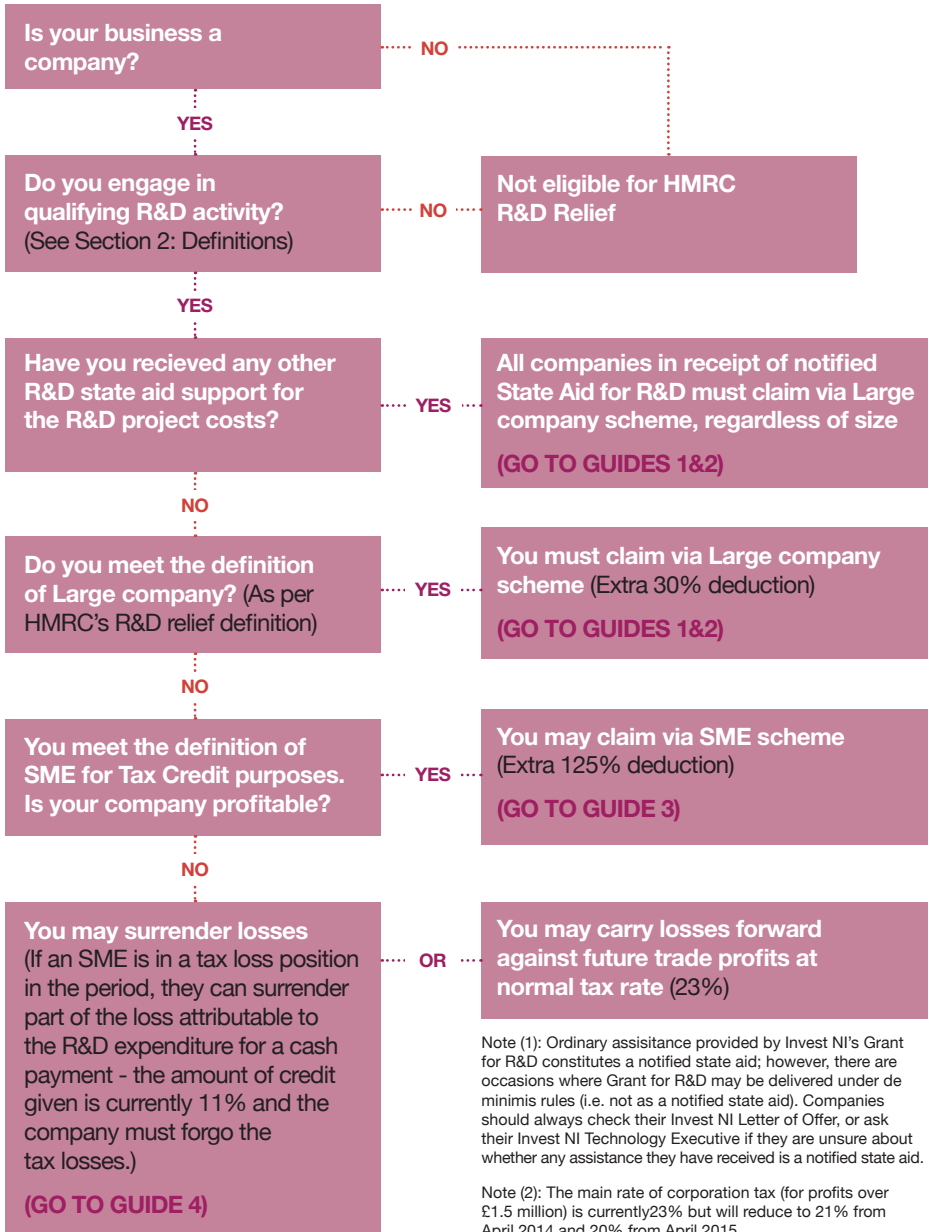 Is your business a
company?
NO
YES
Do you engage in
qualifying R&D activity?
(See Section 2: Definitions)
NO
Not eligible for HMRC
R&D Relief
YES
Have you recieved any other
R&D state aid support for
the R&D project costs?
YES
All companies in receipt of notified
State Aid for R&D must claim via Large
company scheme, regardless of size
(GO TO GUIDES 1&2)
NO
Do you meet the definition
of Large company? (As per
HMRC's R&D relief definition)
YES
You must claim via Large company
scheme (Extra 30% deduction)
(GO TO GUIDES 1&2)
NO
You meet the definition of
SME for Tax Credit purposes.
Is your company profitable?
YES
You may claim via SME scheme
(Extra 125% deduction)
(GO TO GUIDE 3)
NO
You may surrender losses
(If an SME is in a tax loss position
in the period, they can surrender
part of the loss attributable to
the R&D expenditure for a cash
payment - the amount of credit
given is currently 11% and the
company must forgo the
tax losses.)
(GO TO GUIDE 4)
OR
You may carry losses forward
against future trade profits at
normal tax rate (23%)
Note (1): Ordinary assisitance provided by Invest NI's Grant
for R&D constitutes a notified state aid; however, there are
occasions where Grant for R&D may be delivered under de
minimis rules (i.e. not as a notified state aid). Companies
should always check their Invest NI Letter of Offer, or ask
their Invest NI Technology Executive if they are unsure about
whether any assistance they have received is a notified state aid.
Note (2): The main rate of corporation tax (for profits over
£1.5 million) is currently23% but will reduce to 21% from
April 2014 and 20% from April 2015.